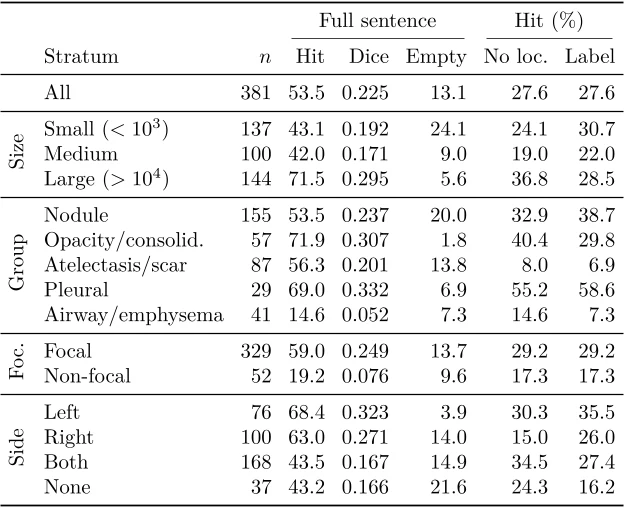 Full sentence Hit (%)
Stratum n Hit Dice Empty No loc. Label
All 381 53.5 0.225 13.1 27.6 27.6
Size
Small (< 10³) 137 43.1 0.192 24.1 24.1 30.7
Medium 100 42.0 0.171 9.0 19.0 22.0
Large (> 10⁴) 144 71.5 0.295 5.6 36.8 28.5
Group
Nodule 155 53.5 0.237 20.0 32.9 38.7
Opacity/consolid. 57 71.9 0.307 1.8 40.4 29.8
Atelectasis/scar 87 56.3 0.201 13.8 8.0 6.9
Pleural 29 69.0 0.332 6.9 55.2 58.6
Airway/emphysema 41 14.6 0.052 7.3 14.6 7.3
Foc.
Focal 329 59.0 0.249 13.7 29.2 29.2
Non-focal 52 19.2 0.076 9.6 17.3 17.3
Side
Left 76 68.4 0.323 3.9 30.3 35.5
Right 100 63.0 0.271 14.0 15.0 26.0
Both 168 43.5 0.167 14.9 34.5 27.4
None 37 43.2 0.166 21.6 24.3 16.2